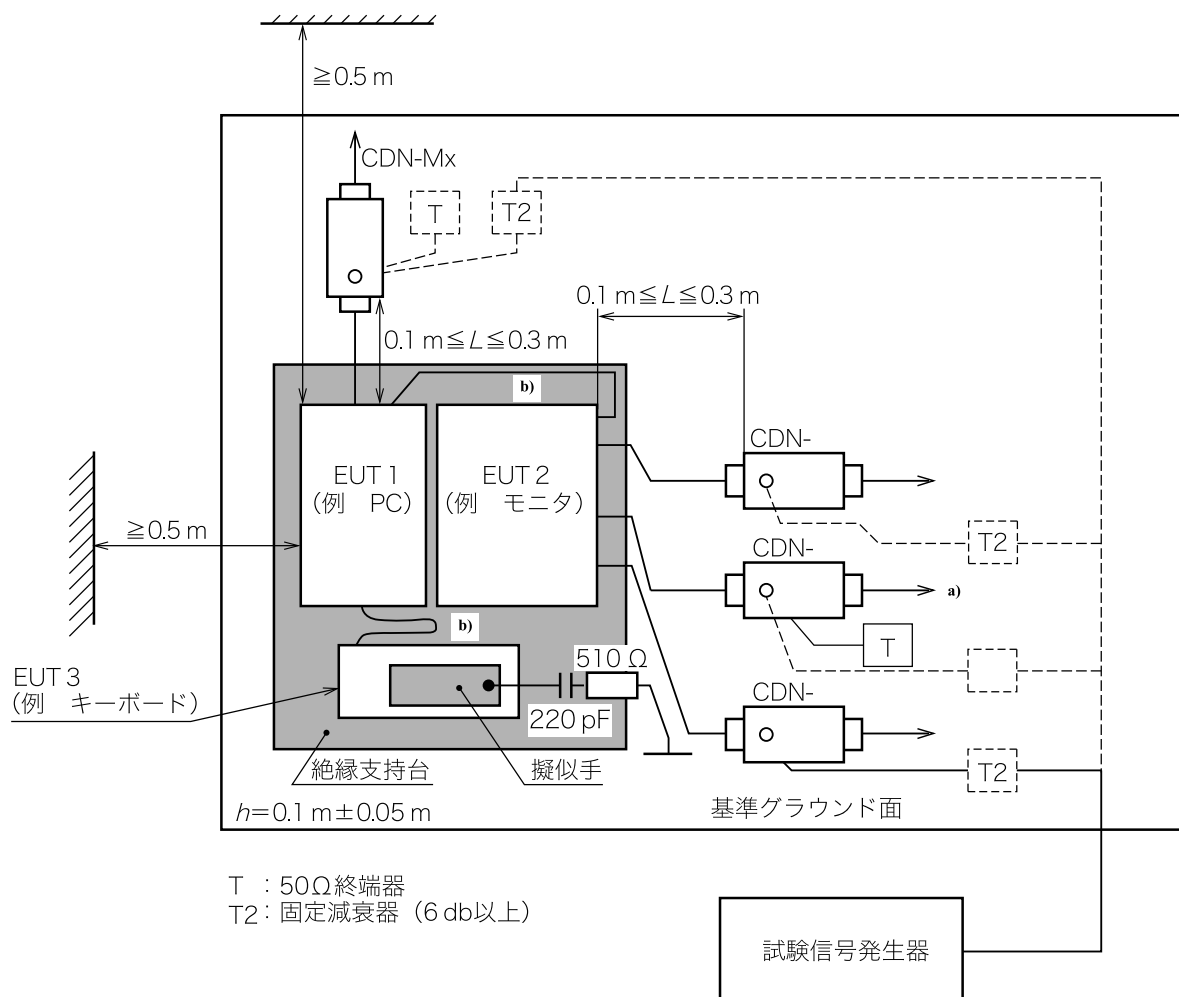 ≧0.5 m
CDN-Mx
T
T2
0.1 m≦L≦0.3 m
0.1 m≦L≦0.3 m
b)
CDN-
EUT 1
(例　PC)
EUT 2
(例　モニタ)
≧0.5 m
T2
CDN-
a)
b)
T
510 Ω
EUT 3
(例　キーボード)
220 pF
CDN-
T2
絶縁支持台
擬似手
h=0.1 m±0.05 m
基準グラウンド面
T ：50Ω終端器
T2：固定減衰器（6 db以上）
試験信号発生器